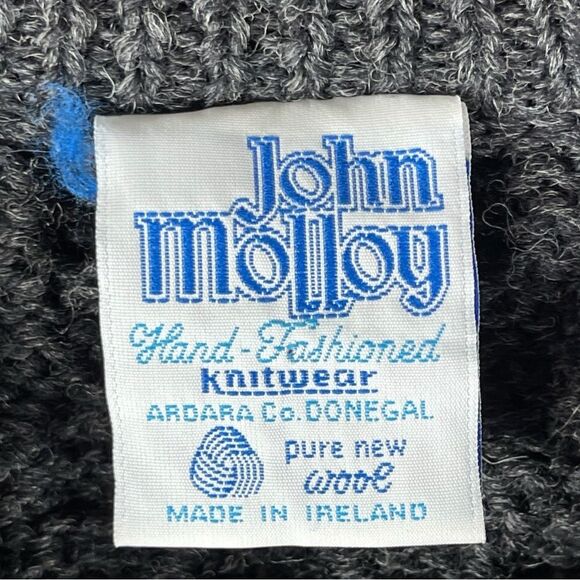 John
Molloy
Hand-Fashioned
Knitwear
ARDARA Co. DONEGAL
pure new
wool
MADE IN IRELAND